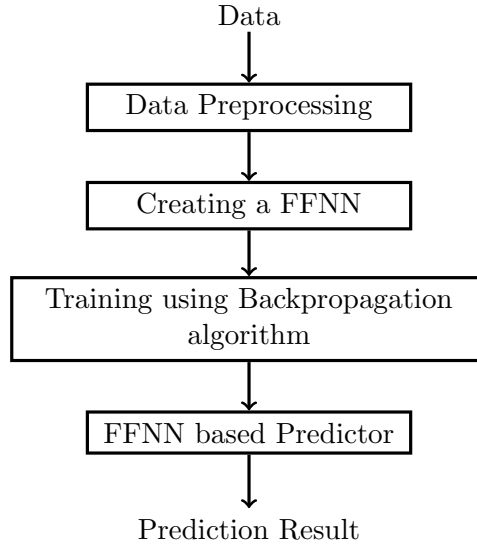 Data
Data Preprocessing
Creating a FFNN
Training using Backpropagation
algorithm
FFNN based Predictor
Prediction Result